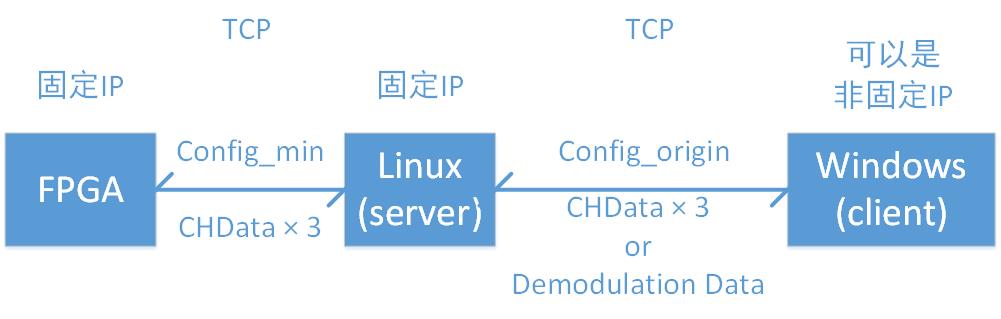 TCP
TCP
固定IP
固定IP
可以是
非固定IP
FPGA
Config_min
CHData × 3
Linux
(server)
Config_origin
CHData × 3
or
Demodulation Data
Windows
(client)